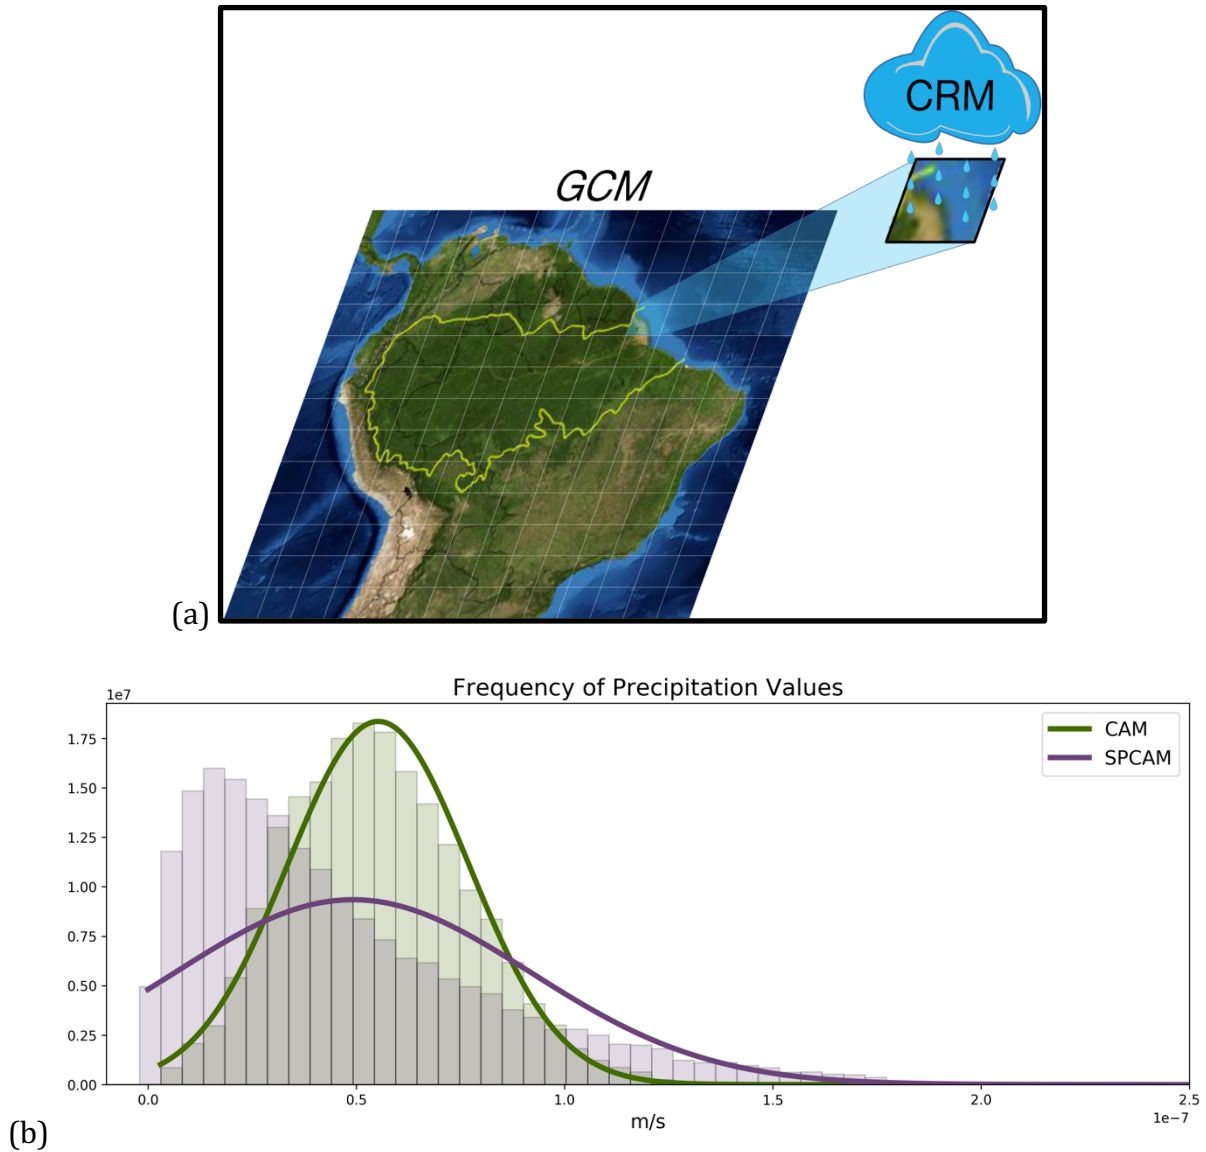 CRM
GCM
(a)
Frequency of Precipitation Values
1e7
CAM
SPCAM
1.75
1.50
1.25
1.00
0.75
0.50
0.25
0.00
0.0 0.5 1.0 1.5 2.0 2.5
m/s
1e-7
(b)